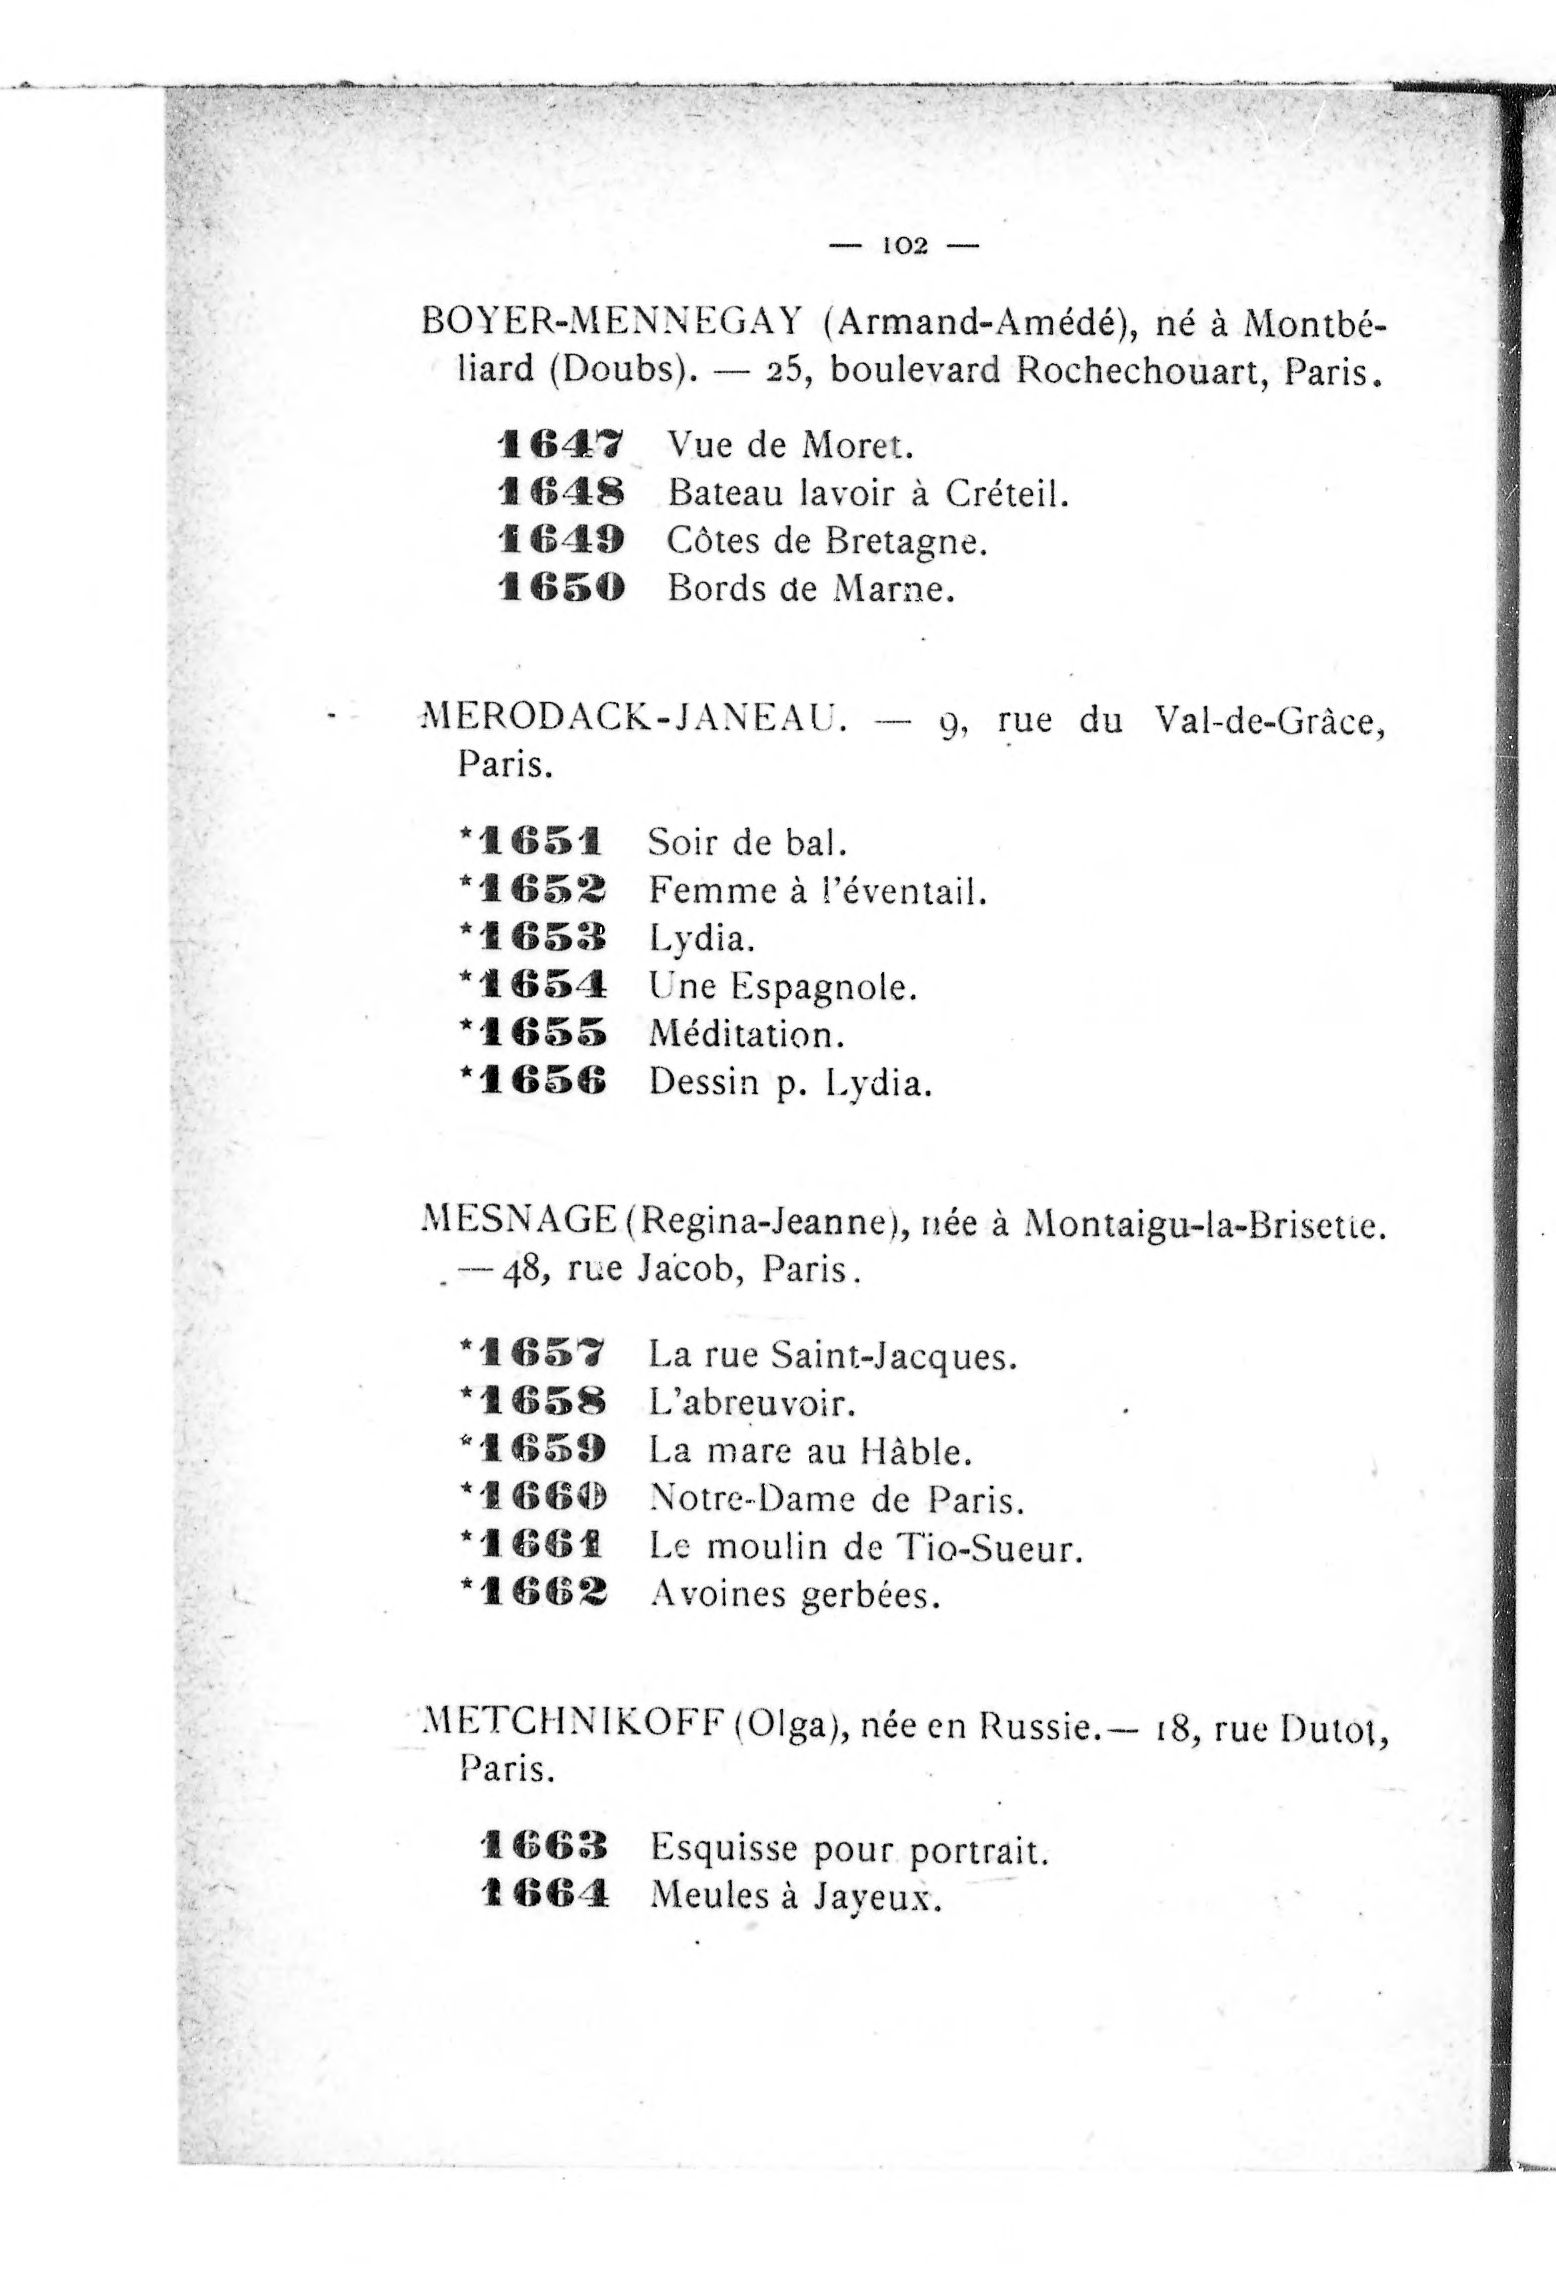 — 102 —
BOYER-MENNEGAY (Armand-Amédé), né à Montbé-
liard (Doubs). — 25, boulevard Rochechouart, Paris.
1647 Vue de Moret.
1648 Bateau lavoir à Créteil.
1649 Côtes de Bretagne.
1650 Bords de Marne.
MERODACK-JANEAU. — 9, rue du Val-de-Grâce,
Paris.
*1651 Soir de bal.
*1652 Femme à l'éventail.
*1653 Lydia.
*1654 Une Espagnole.
*1655 Méditation.
*1656 Dessin p. Lydia.
MESNAGE (Regina-Jeanne), née à Montaigu-la-Brisette.
— 48, rue Jacob, Paris.
*1657 La rue Saint-Jacques.
*1658 L'abreuvoir.
*1659 La mare au Hâble.
*1660 Notre-Dame de Paris.
*1661 Le moulin de Tio-Sueur.
*1662 Avoines gerbées.
METCHNIKOFF (Olga), née en Russie. — 18, rue Dutot,
Paris.
1663 Esquisse pour portrait.
1664 Meules à Jayeux.